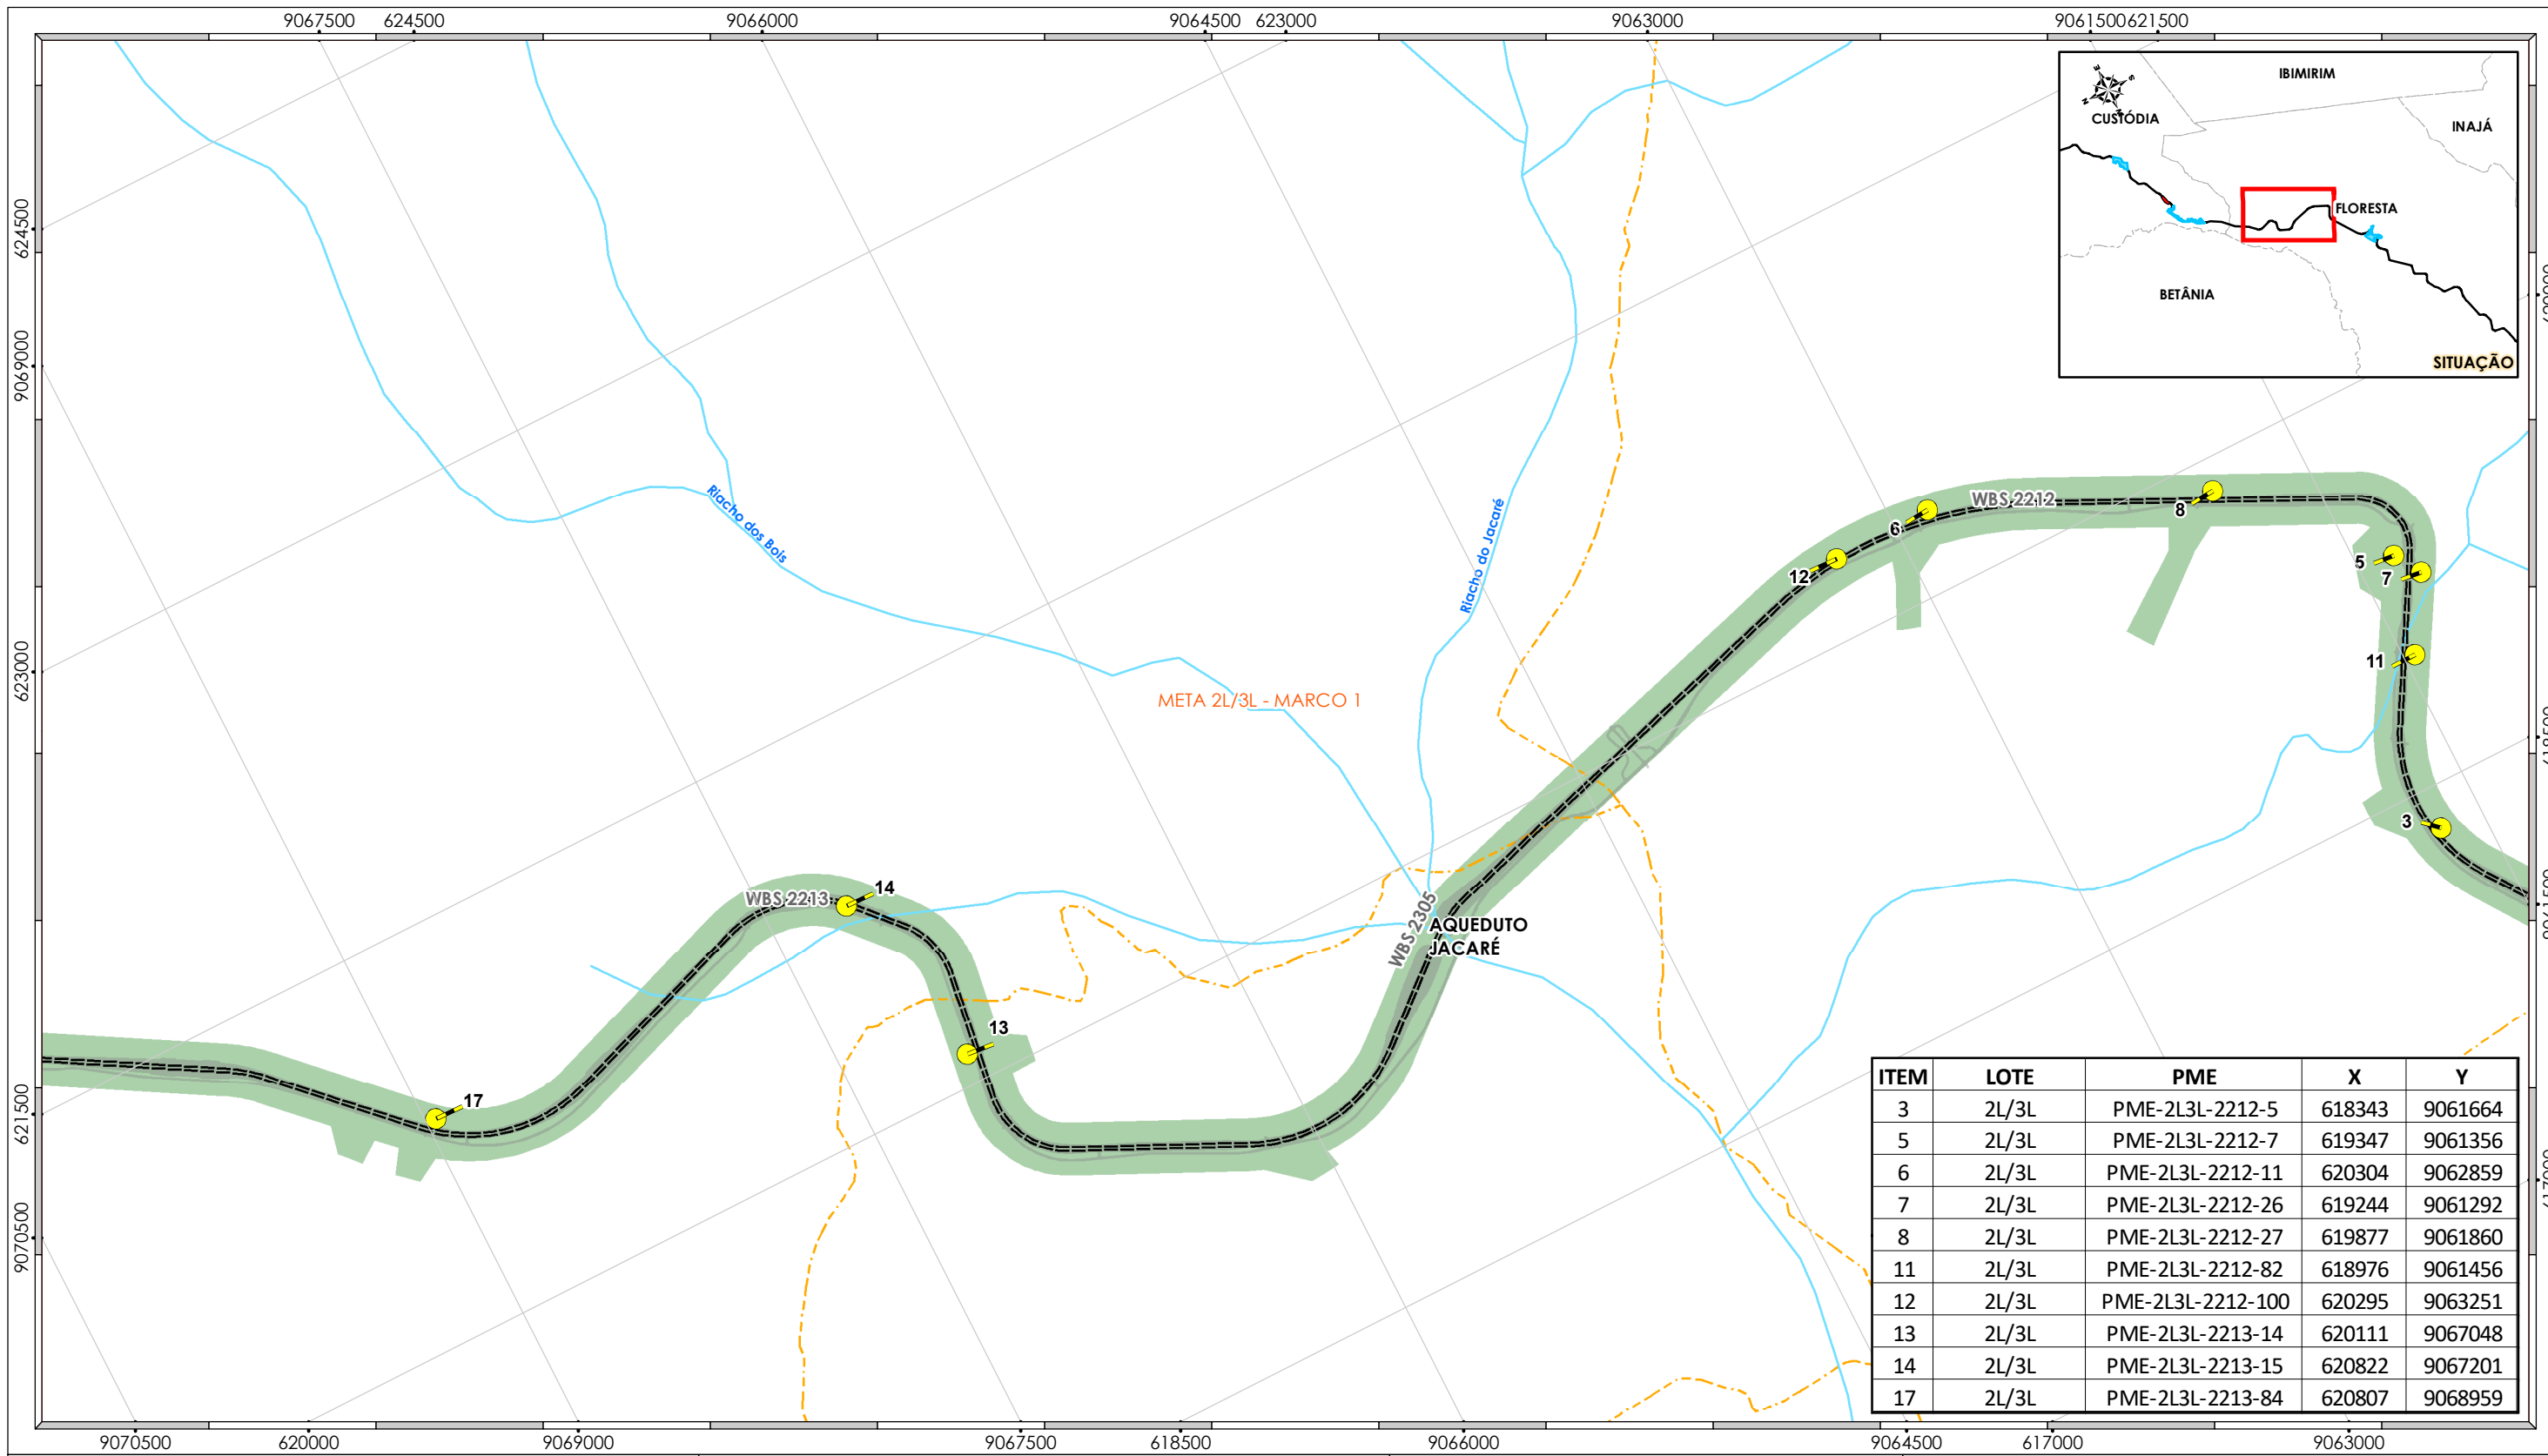 9067500 624500 9066000 9064500 623000 9063000 9061500 621500
624500
9069000
623000
621500
9070500
IBIMIRIM
CUSTÓDIA
INAJÁ
FLORESTA
BETÂNIA
SITUAÇÃO
E
S
N
Riacho dos Bois
Riacho do Jacaré
WBS 2212
6
8
12
5
7
11
3
META 2L/3L - MARCO 1
WBS 2213
14
13
17
WBS 2305
AQUEDUTO
JACARÉ
ITEM LOTE PME X Y
3 2L/3L PME-2L3L-2212-5 618343 9061664
5 2L/3L PME-2L3L-2212-7 619347 9061356
6 2L/3L PME-2L3L-2212-11 620304 9062859
7 2L/3L PME-2L3L-2212-26 619244 9061292
8 2L/3L PME-2L3L-2212-27 619877 9061860
11 2L/3L PME-2L3L-2212-82 618976 9061456
12 2L/3L PME-2L3L-2212-100 620295 9063251
13 2L/3L PME-2L3L-2213-14 620111 9067048
14 2L/3L PME-2L3L-2213-15 620822 9067201
17 2L/3L PME-2L3L-2213-84 620807 9068959
9070500 620000 9069000 9067500 618500 9066000 9064500 617000 9063000